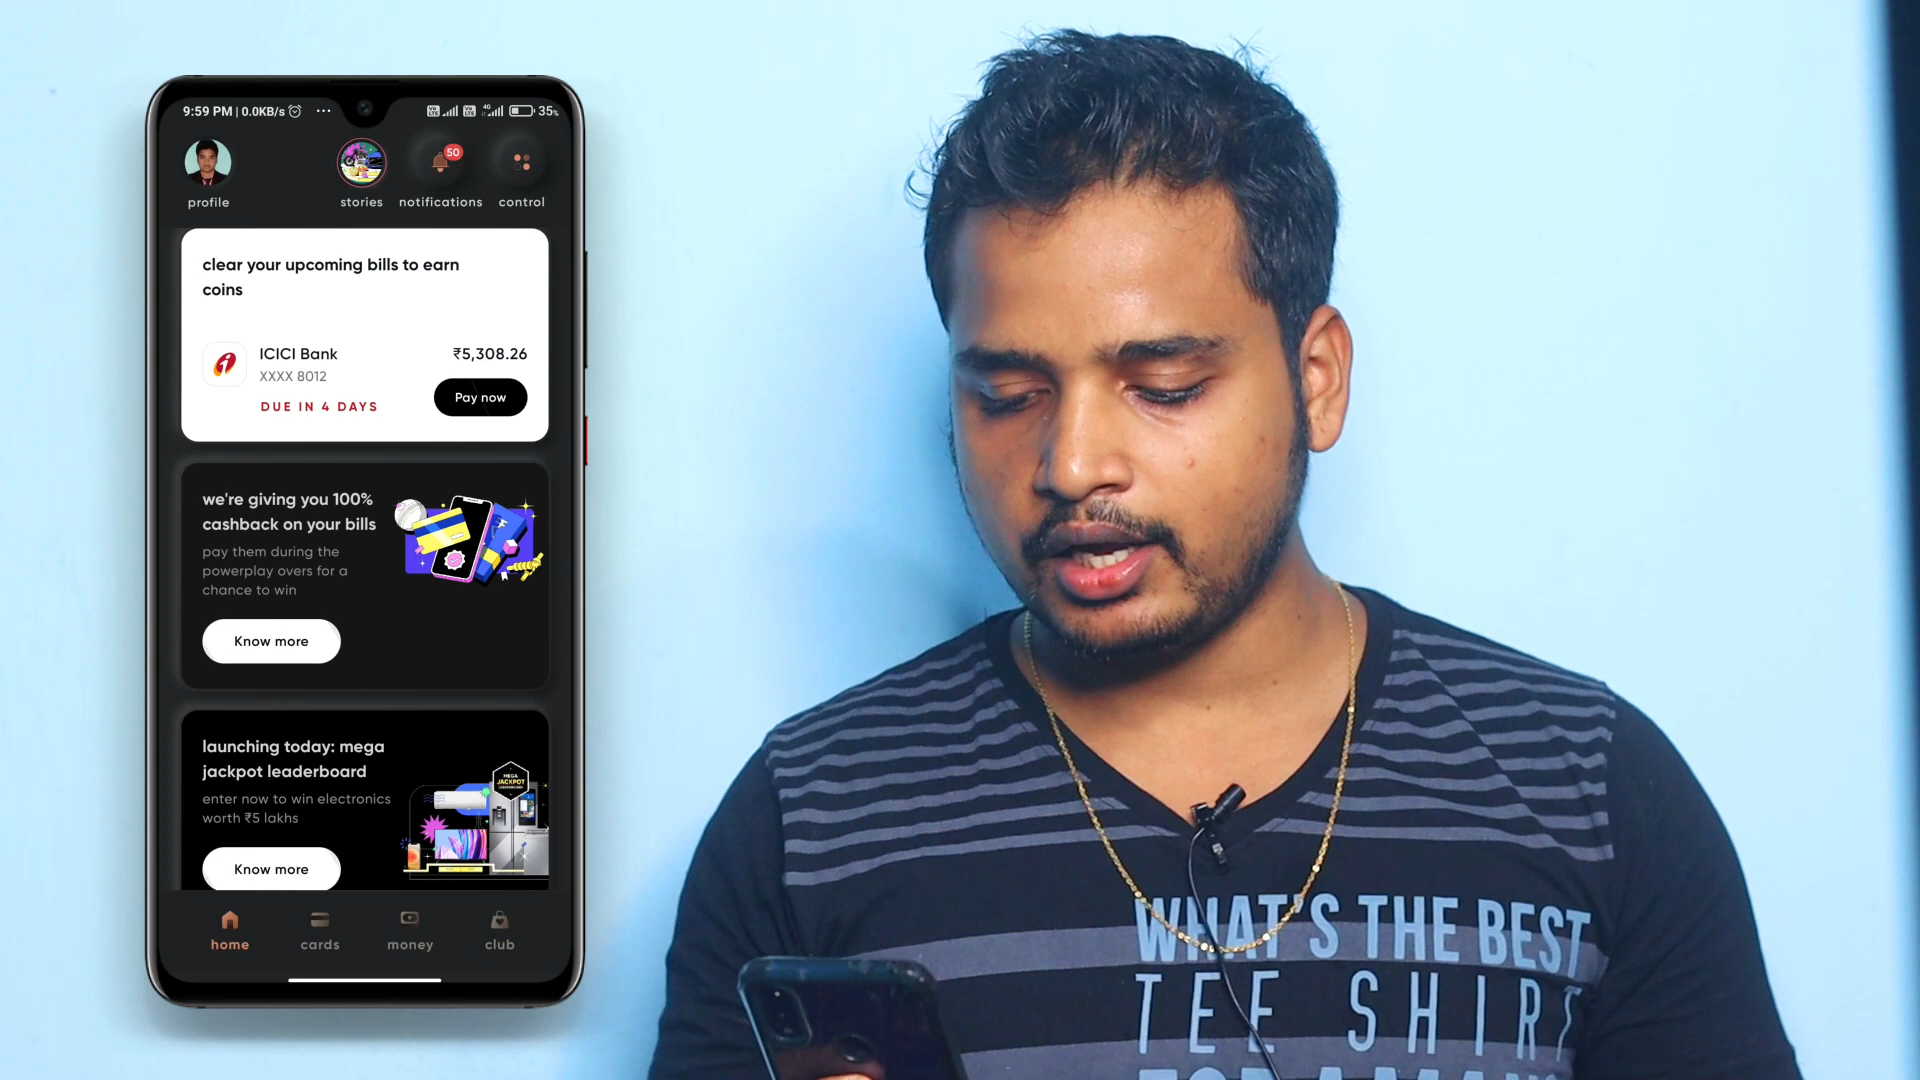 9:59 PM | 0.0KB/s ... 4G 35%
profile
stories
50
notifications
control
clear your upcoming bills to earn
coins
ICICI Bank
₹5,308.26
XXXX 8012
DUE IN 4 DAYS
Pay now
we're giving you 100%
cashback on your bills
pay them during the
powerplay overs for a
chance to win
Know more
launching today: mega
jackpot leaderboard
enter now to win electronics
worth ₹5 lakhs
MEGA
JACKPOT
LEADERBOARD
Know more
home
cards
money
club
WHAT'S THE BEST
TEE SHIRT